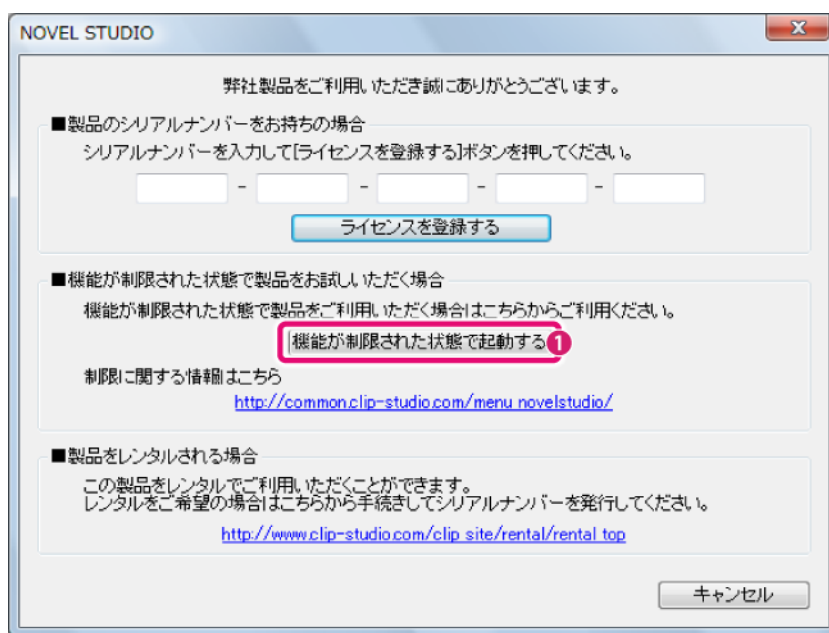 NOVEL STUDIO
弊社製品をご利用いただき誠にありがとうございます。
■製品のシリアルナンバーをお持ちの場合
シリアルナンバーを入力して[ライセンスを登録する]ボタンを押してください。
- - - -
ライセンスを登録する
■機能が制限された状態で製品をお試しいただく場合
機能が制限された状態で製品をご利用いただく場合はこちらからご利用ください。
機能が制限された状態で起動する 1
制限に関する情報はこちら
http://common.clip-studio.com/menu novelstudio/
■製品をレンタルされる場合
この製品をレンタルでご利用いただくことができます。
レンタルをご希望の場合はこちらから手続きしてシリアルナンバーを発行してください。
http://www.clip-studio.com/clip site/rental/rental top
キャンセル